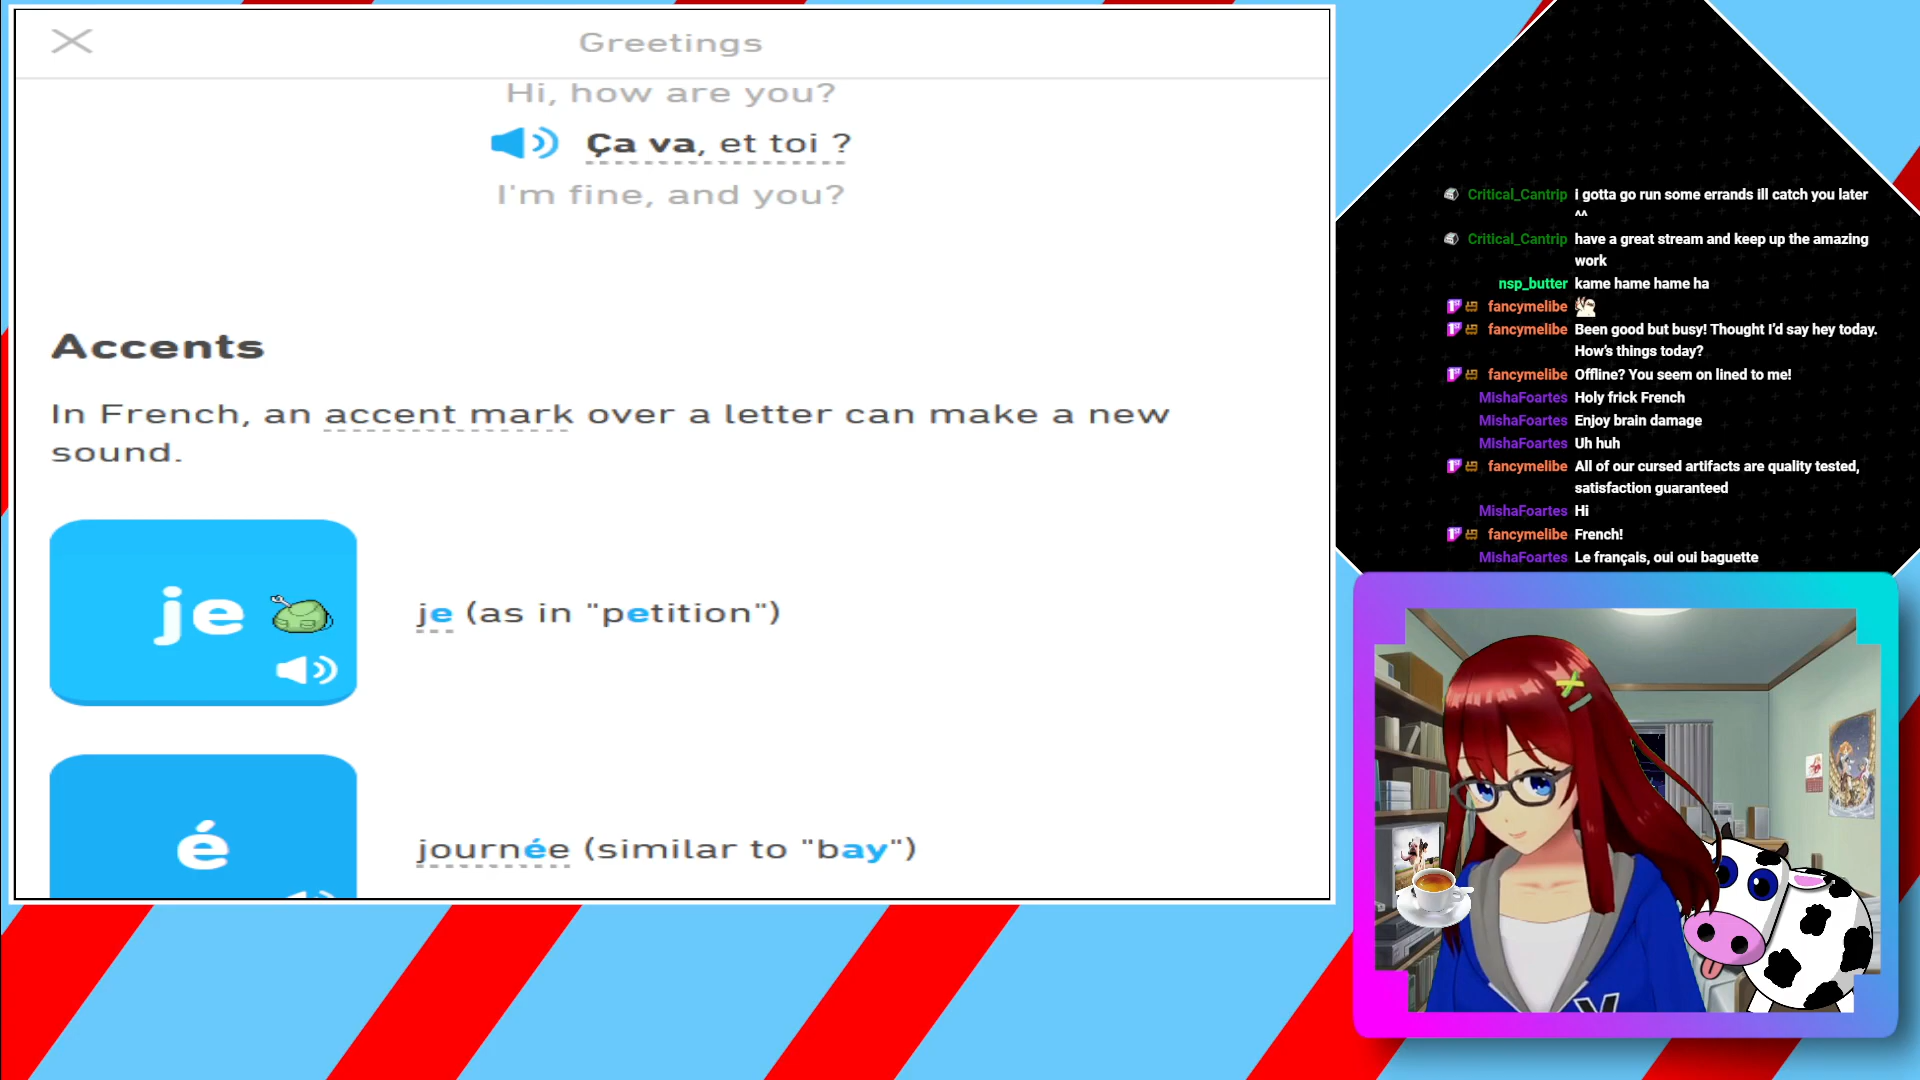 Greetings
Hi, how are you?
Ça va, et toi ?
I'm fine, and you?
Accents
In French, an accent mark over a letter can make a new
sound.
je
je (as in "petition")
é
journée (similar to "bay")
Critical_Cantrip i gotta go run some errands ill catch you later
^^
Critical_Cantrip have a great stream and keep up the amazing
work
nsp_butter kame hame hame ha
fancymelibe
fancymelibe Been good but busy! Thought I'd say hey today.
How's things today?
fancymelibe Offline? You seem on lined to me!
MishaFoartes Holy frick French
MishaFoartes Enjoy brain damage
MishaFoartes Uh huh
fancymelibe All of our cursed artifacts are quality tested,
satisfaction guaranteed
MishaFoartes Hi
fancymelibe French!
MishaFoartes Le français, oui oui baguette